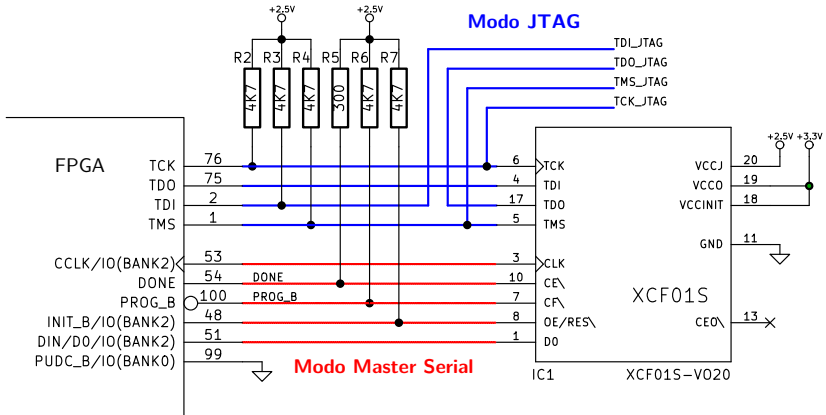 +2.5V +2.5V
Modo JTAG
TDI_JTAG
TDO_JTAG
TMS_JTAG
TCK_JTAG
R2 R3 R4 R5 R6 R7
4K7 4K7 4K7 300 4K7 4K7
FPGA
TCK 76
TDO 75
TDI 2
TMS 1
CCLK/IO(BANK2) 53
DONE 54 DONE
PROG_B 100 PROG_B
INIT_B/IO(BANK2) 48
DIN/D0/IO(BANK2) 51
PUDC_B/IO(BANK0) 99
Modo Master Serial
6 TCK
4 TDI
17 TDO
5 TMS
3 CLK
10 CE\
7 CF\
8 OE/RES\
1 D0
+2.5V +3.3V
VCCJ 20
VCCO 19
VCCINT 18
GND 11
XCF01S
CEO\ 13
IC1 XCF01S-VO20